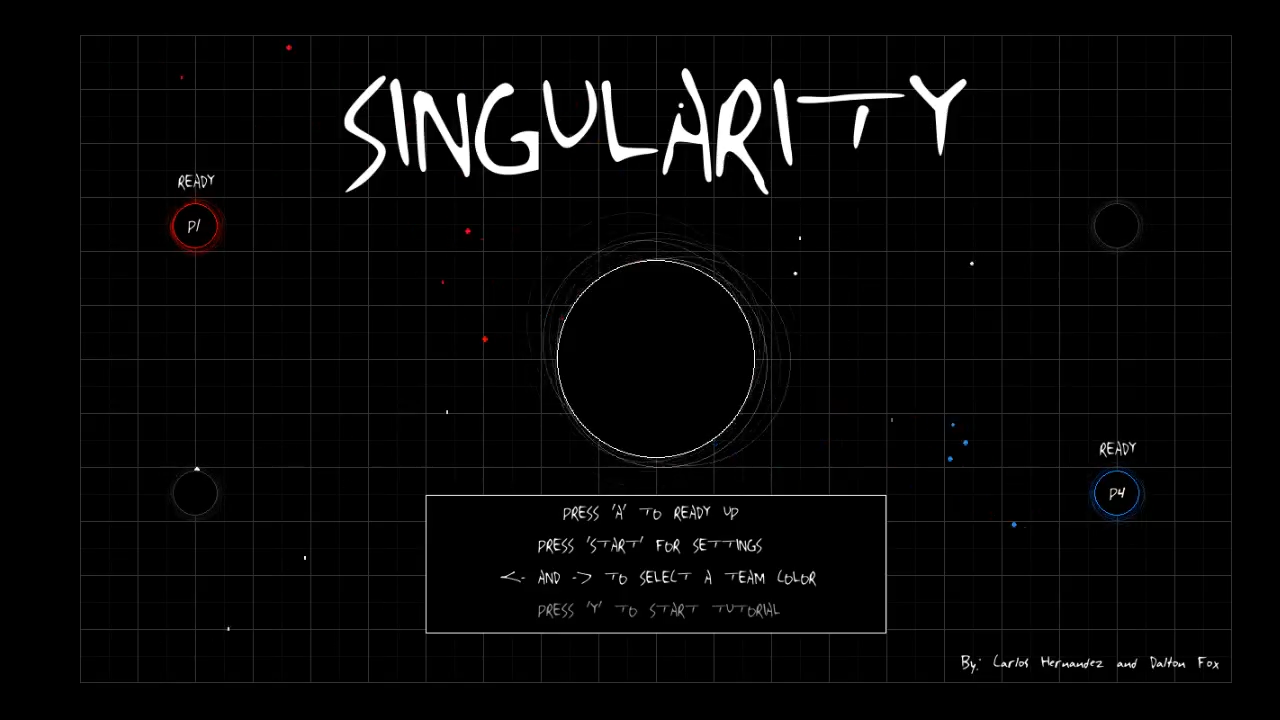 SINGULARITY
READY
P1
READY
P4
PRESS 'A' TO READY UP
PRESS 'START' FOR SETTINGS
<- AND -> TO SELECT A TEAM COLOR
PRESS 'Y' TO START TUTORIAL
By: Carlos Hernandez and Dalton Fox